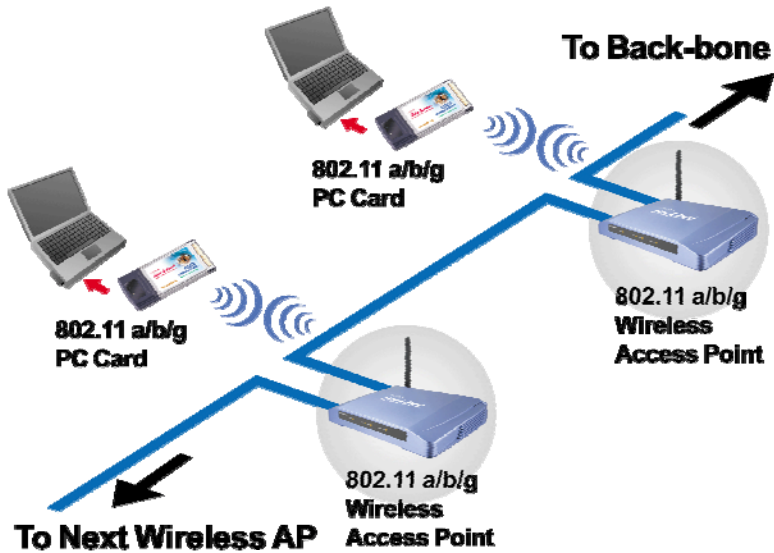 To Back-bone
802.11 a/b/g
PC Card
802.11 a/b/g
Wireless
Access Point
802.11 a/b/g
PC Card
802.11 a/b/g
Wireless
Access Point
To Next Wireless AP